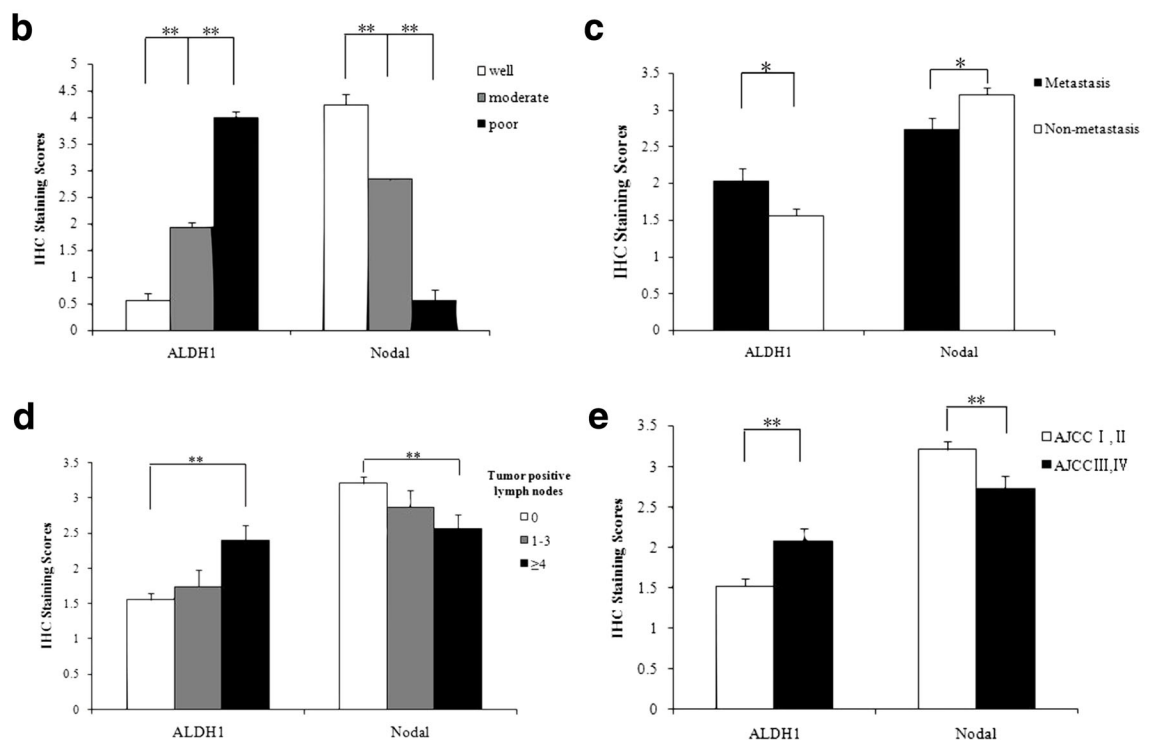 b
** **
** **
5
4.5
4
3.5
3
2.5
2
1.5
1
0.5
0
IHC Staining Scores
ALDH1
Nodal
well
moderate
poor
c
*
*
3.5
3
2.5
2
1.5
1
0.5
0
IHC Staining Scores
ALDH1
Nodal
Metastasis
Non-metastasis
d
**
**
3.5
3
2.5
2
1.5
1
0.5
0
IHC Staining Scores
ALDH1
Nodal
Tumor positive
lymph nodes
0
1-3
≥4
e
**
**
3.5
3
2.5
2
1.5
1
0.5
0
IHC Staining Scores
ALDH1
Nodal
AJCC I , II
AJCCIII,IV